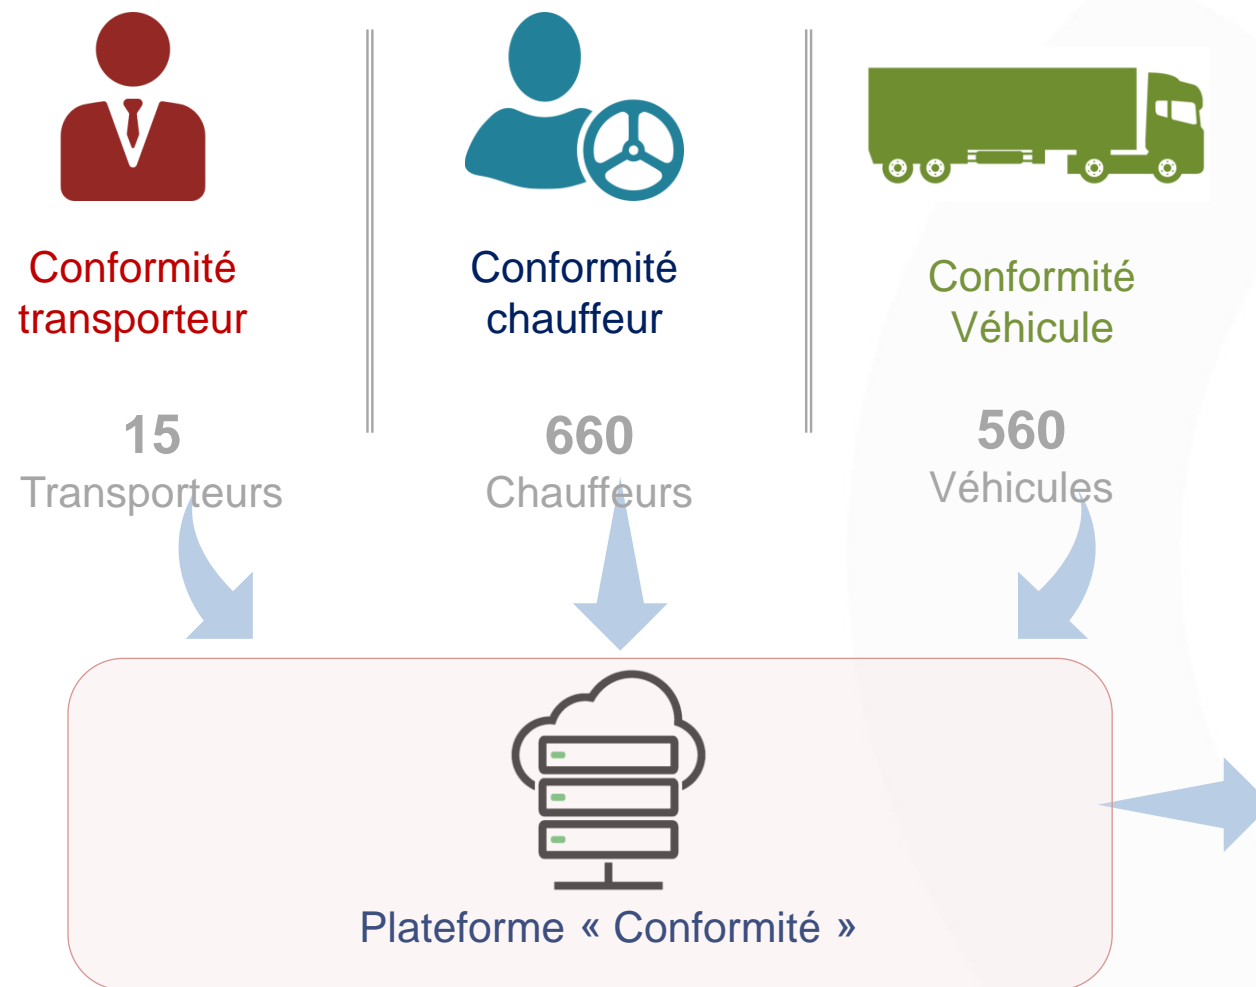 Conformité
transporteur
15
Transporteurs
Conformité
chauffeur
660
Chauffeurs
Conformité
Véhicule
560
Véhicules
Plateforme « Conformité »